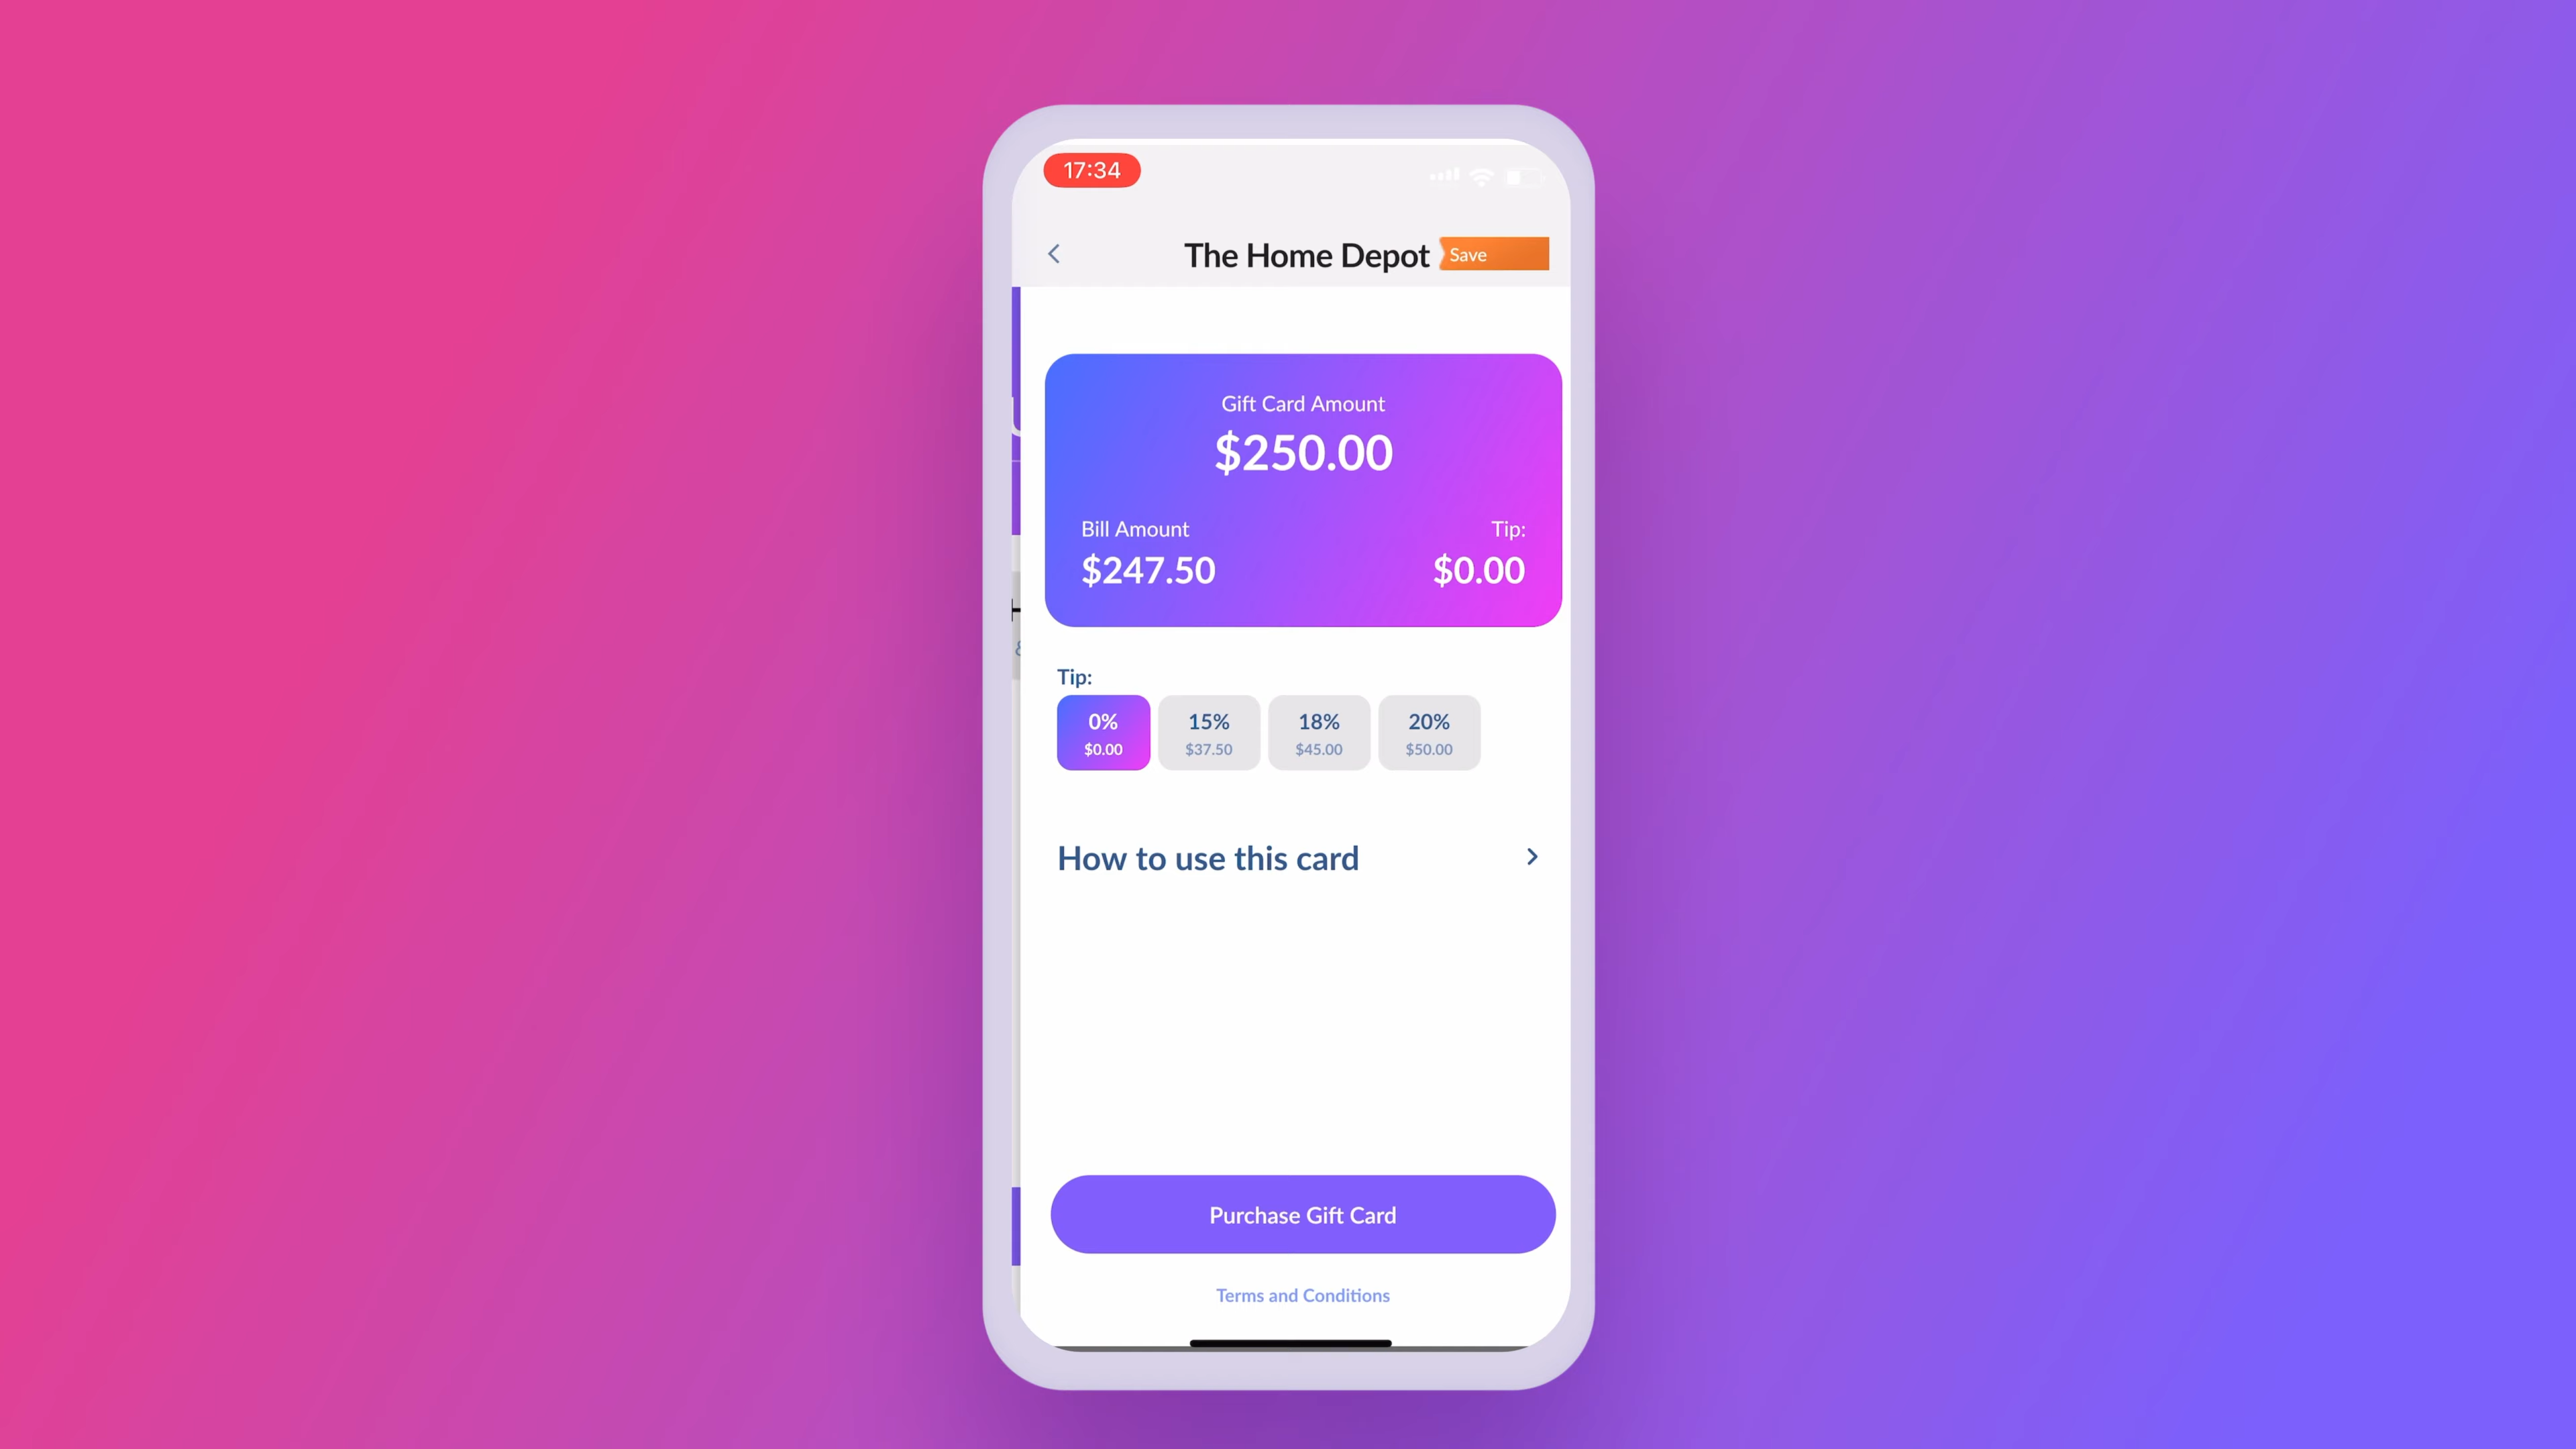 17:34
The Home Depot
Save
Gift Card Amount
$250.00
Bill Amount
Tip:
$247.50
$0.00
Tip:
0%
15%
18%
20%
$0.00
$37.50
$45.00
$50.00
How to use this card
Purchase Gift Card
Terms and Conditions